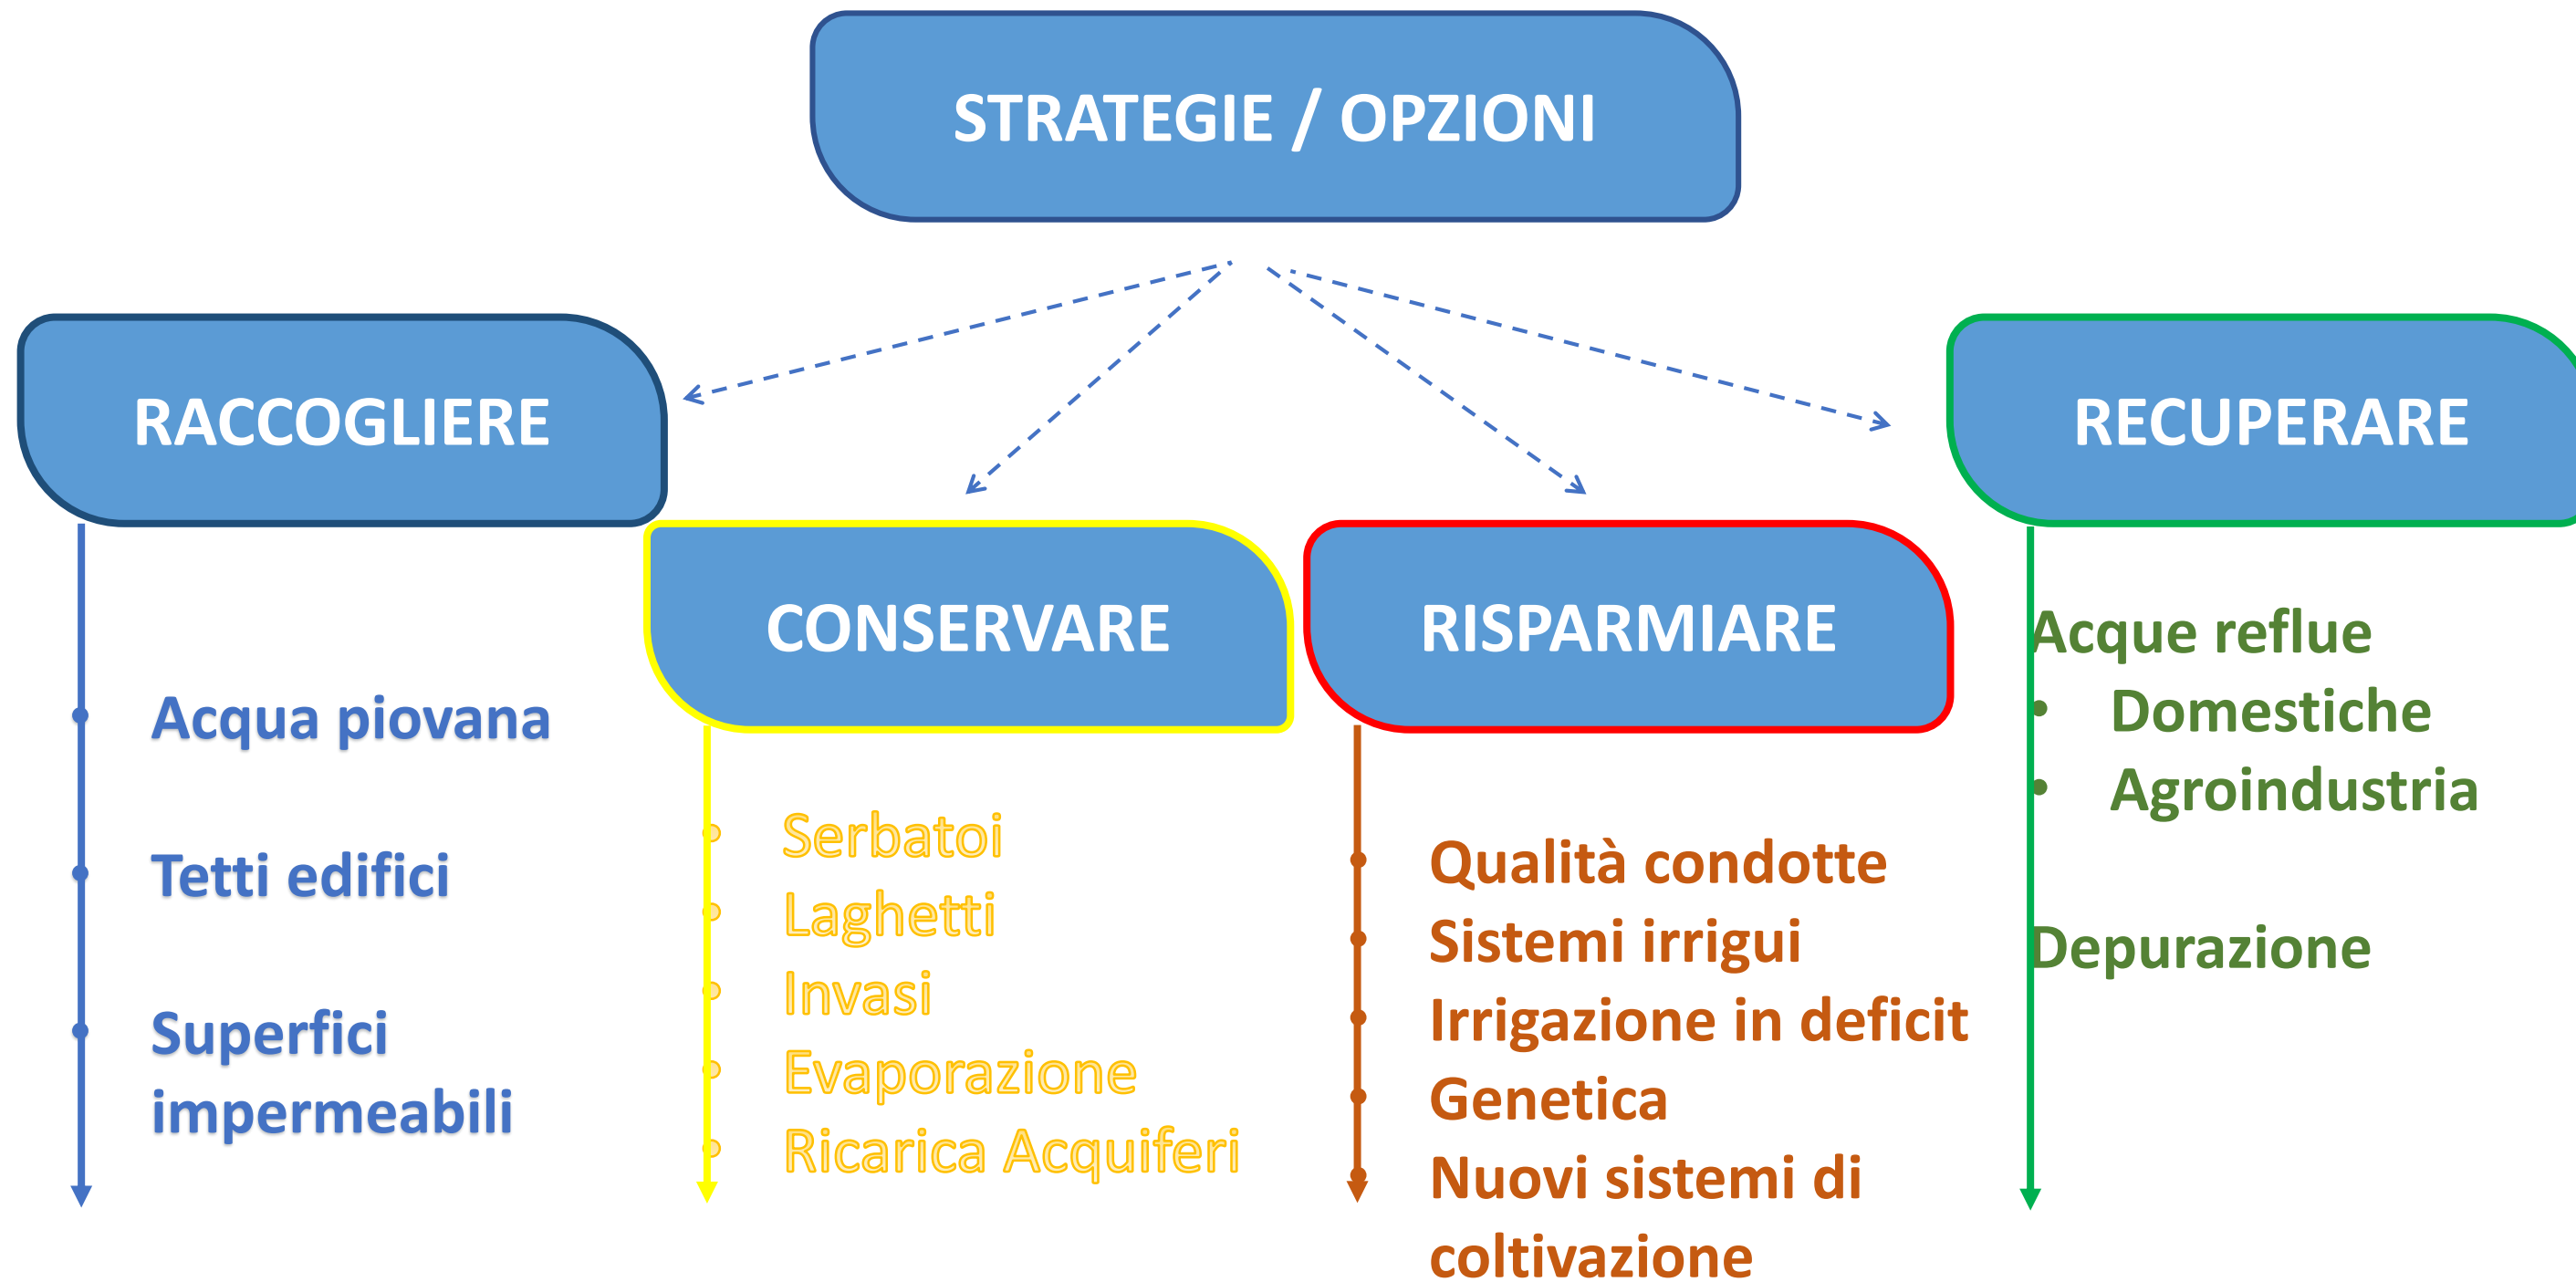 STRATEGIE / OPZIONI
RACCOGLIERE
• Acqua piovana
• Tetti edifici
• Superfici
impermeabili
CONSERVARE
• Serbatoi
• Laghetti
• Invasi
• Evaporazione
• Ricarica Acquiferi
RISPARMIARE
• Qualità condotte
• Sistemi irrigui
• Irrigazione in deficit
• Genetica
• Nuovi sistemi di
coltivazione
RECUPERARE
Acque reflue
• Domestiche
• Agroindustria
Depurazione